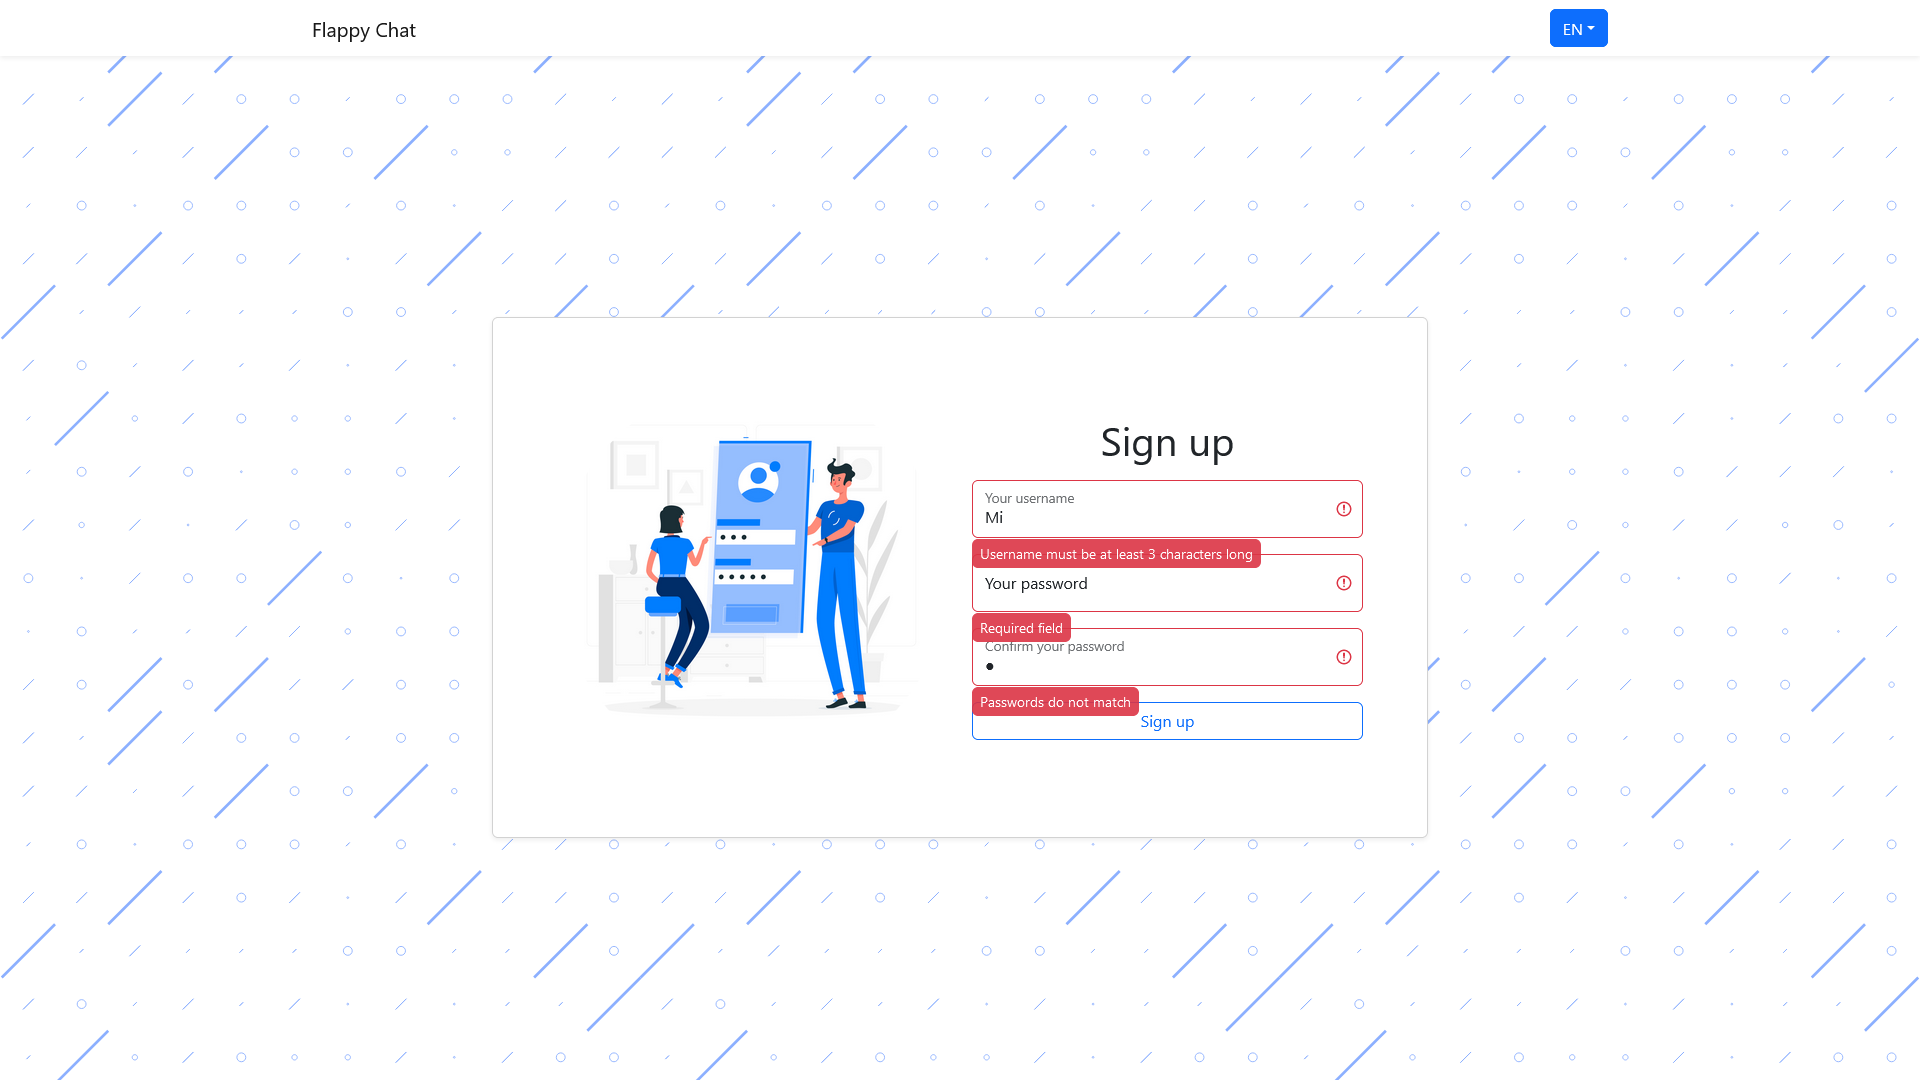 Flappy Chat
EN
Sign up
Your username
Mi
Username must be at least 3 characters long
Your password
Required field
Confirm your password
Passwords do not match
Sign up